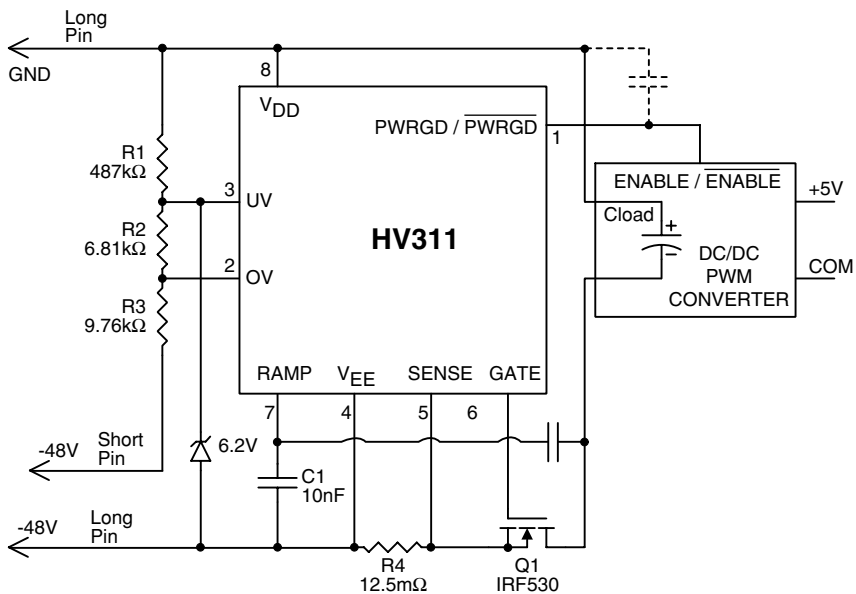 Long
Pin
GND
8
VDD
PWRGD / PWRGD
1
R1
487kΩ
ENABLE / ENABLE
+5V
3
UV
Cload
+
R2
6.81kΩ
HV311
–
DC/DC
PWM
CONVERTER
COM
2
OV
R3
9.76kΩ
RAMP
VEE
SENSE
GATE
7
4
5
6
-48V
Short
Pin
6.2V
C1
10nF
-48V
Long
Pin
R4
12.5mΩ
Q1
IRF530